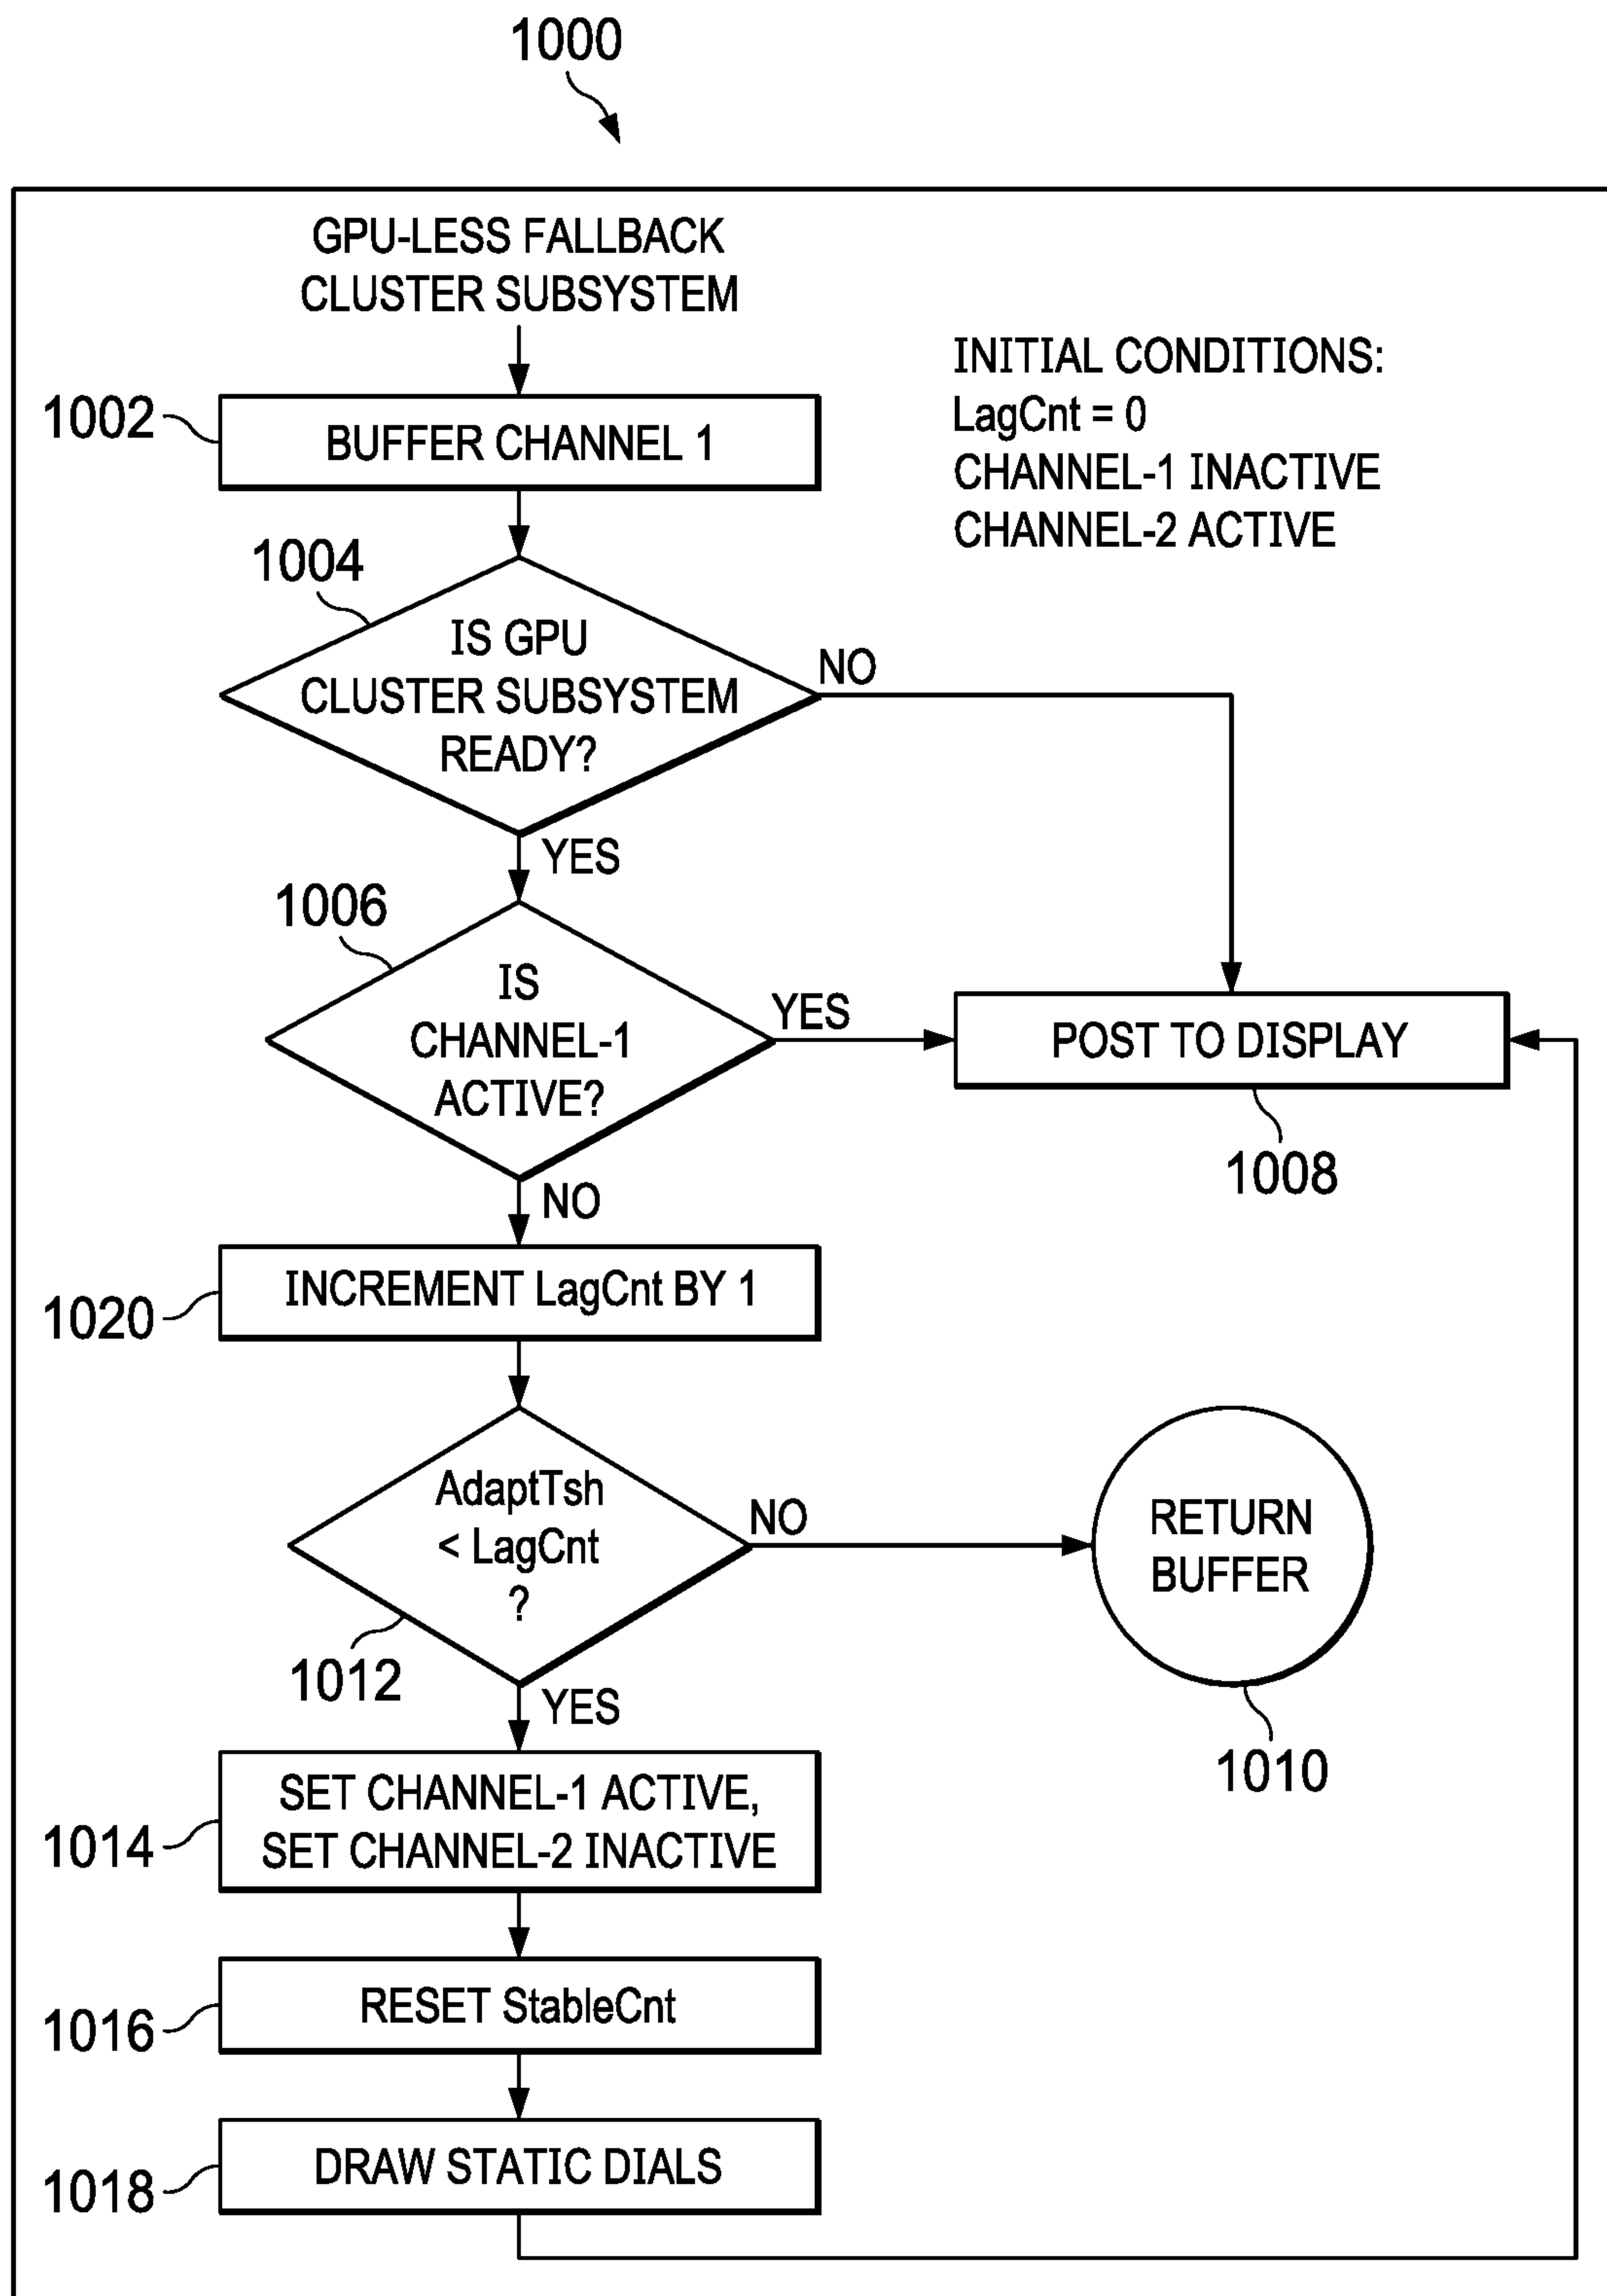 1000
GPU-LESS FALLBACK
CLUSTER SUBSYSTEM
INITIAL CONDITIONS:
LagCnt = 0
CHANNEL-1 INACTIVE
CHANNEL-2 ACTIVE
1002
BUFFER CHANNEL 1
1004
IS GPU
CLUSTER SUBSYSTEM
READY?
NO
YES
1006
IS
CHANNEL-1
ACTIVE?
YES
POST TO DISPLAY
1008
NO
INCREMENT LagCnt BY 1
1020
AdaptTsh
< LagCnt
?
NO
RETURN
BUFFER
1012
YES
1010
SET CHANNEL-1 ACTIVE,
SET CHANNEL-2 INACTIVE
1014
RESET StableCnt
1016
DRAW STATIC DIALS
1018